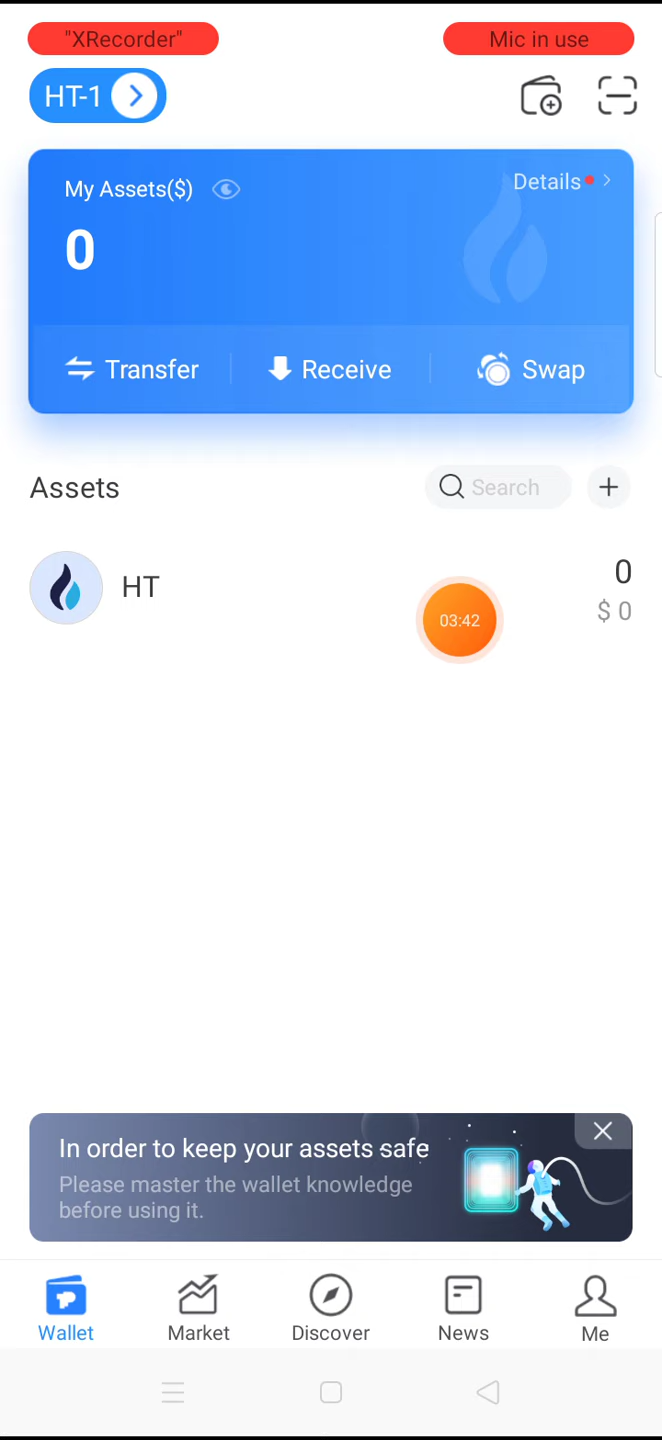 "XRecorder"
Mic in use
HT-1
My Assets($)
Details
0
Transfer
Receive
Swap
Assets
Search
HT
0
$ 0
03:42
In order to keep your assets safe
Please master the wallet knowledge
before using it.
Wallet
Market
Discover
News
Me